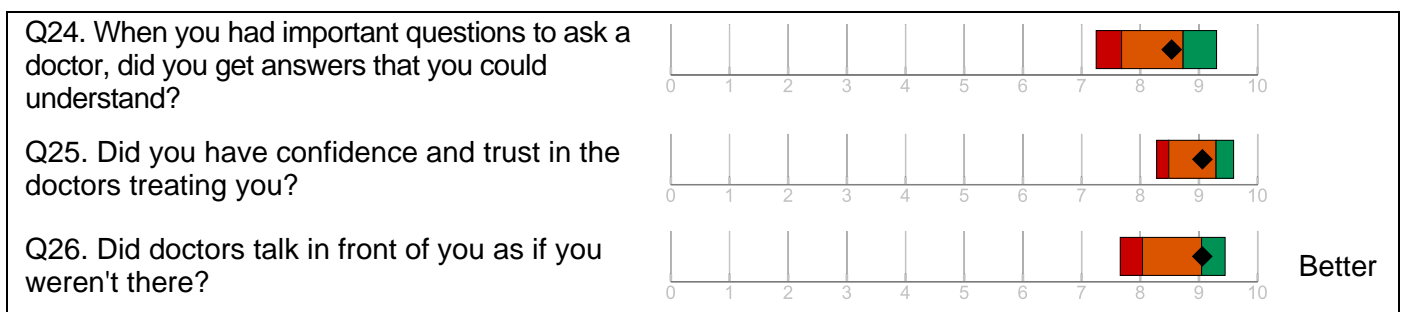 Q24. When you had important questions to ask a
doctor, did you get answers that you could
understand?
0 1 2 3 4 5 6 7 8 9 10
Q25. Did you have confidence and trust in the
doctors treating you?
0 1 2 3 4 5 6 7 8 9 10
Q26. Did doctors talk in front of you as if you
weren't there?
0 1 2 3 4 5 6 7 8 9 10
Better